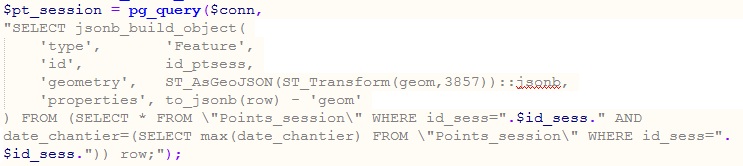 $pt_session = pg_query($conn,
"SELECT jsonb_build_object(
'type', 'Feature',
'id', id_ptsess,
'geometry', ST_AsGeoJSON(ST_Transform(geom,3857))::jsonb,
'properties', to_jsonb(row) - 'geom'
) FROM (SELECT * FROM \"Points_session\" WHERE id_sess=".$id_sess." AND
date_chantier=(SELECT max(date_chantier) FROM \"Points_session\" WHERE id_sess=".
$id_sess.")) row;");